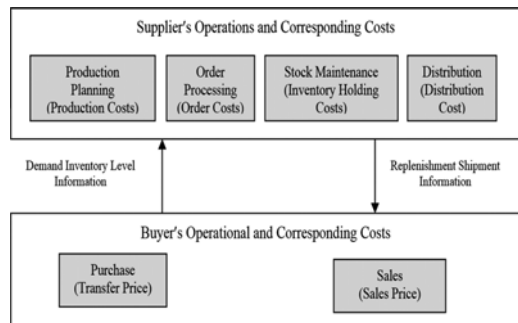 Supplier's Operations and Corresponding Costs
Production
Planning
(Production Costs)
Order
Processing
(Order Costs)
Stock Maintenance
(Inventory Holding
Costs)
Distribution
(Distribution
Cost)
Demand Inventory Level
Information
Replenishment Shipment
Information
Buyer's Operational and Corresponding Costs
Purchase
(Transfer Price)
Sales
(Sales Price)